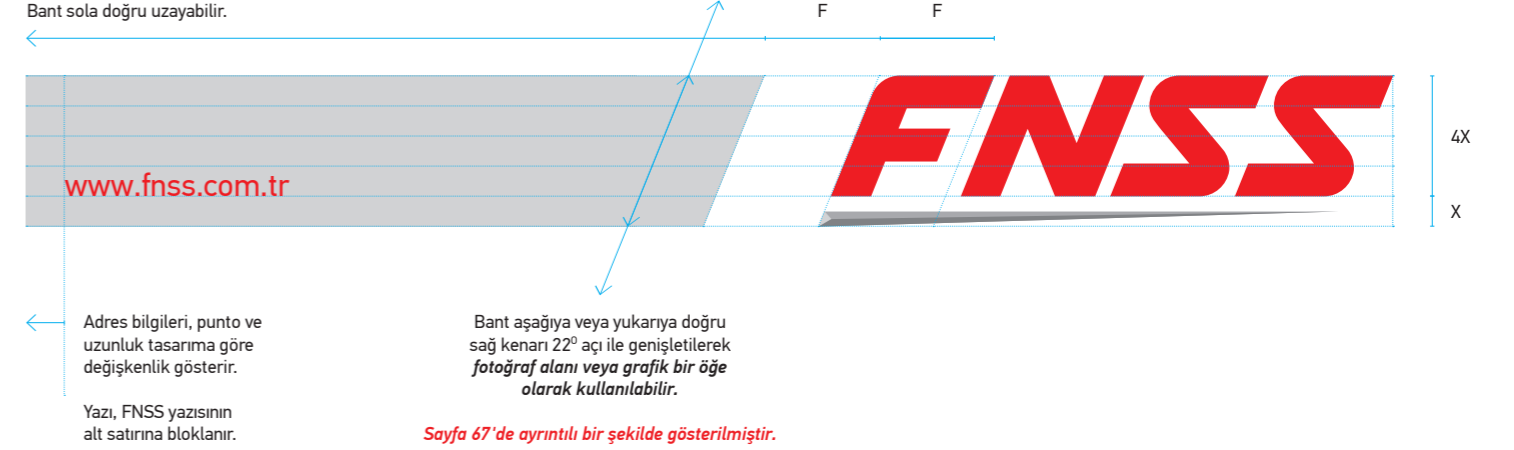 Bant sola doğru uzayabilir.
F
F
FNSS
4X
www.fnss.com.tr
X
Adres bilgileri, punto ve
uzunluk tasarıma göre
değişkenlik gösterir.
Yazı, FNSS yazısının
alt satırına bloklanır.
Bant aşağıya veya yukarıya doğru
sağ kenarı 22⁰ açı ile genişletilerek
fotoğraf alanı veya grafik bir öğe
olarak kullanılabilir.
Sayfa 67'de ayrıntılı bir şekilde gösterilmiştir.